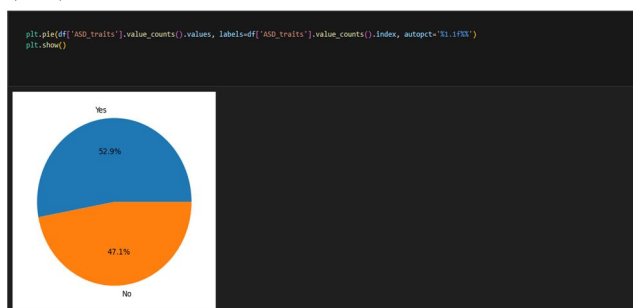 plt.pie(df['ASD_traits'].value_counts().values, labels=df['ASD_traits'].value_counts().index, autopct='%1.1f%%')
plt.show()
Yes
52.9%
47.1%
No